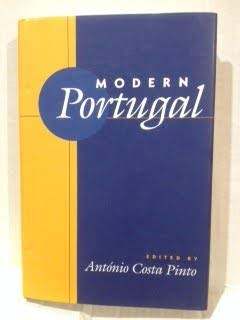 MODERN
Portugal
EDITED BY
António Costa Pinto